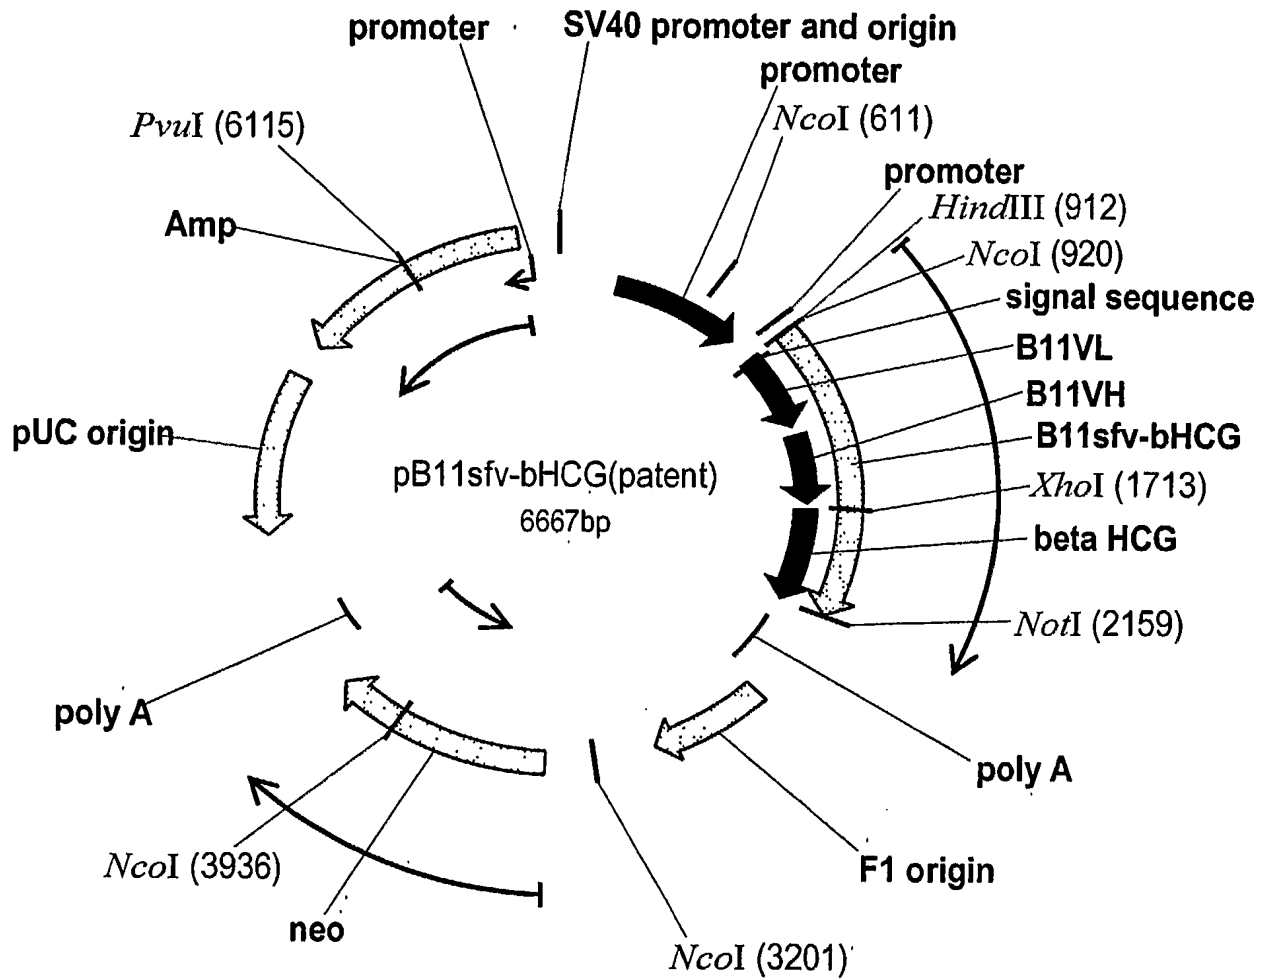 promoter
SV40 promoter and origin
promoter
PvuI (6115)
NcoI (611)
promoter
HindIII (912)
Amp
NcoI (920)
signal sequence
B11VL
B11VH
pUC origin
B11sfv-bHCG
pB11sfv-bHCG(patent)
6667bp
XhoI (1713)
beta HCG
NotI (2159)
poly A
poly A
NcoI (3936)
F1 origin
neo
NcoI (3201)